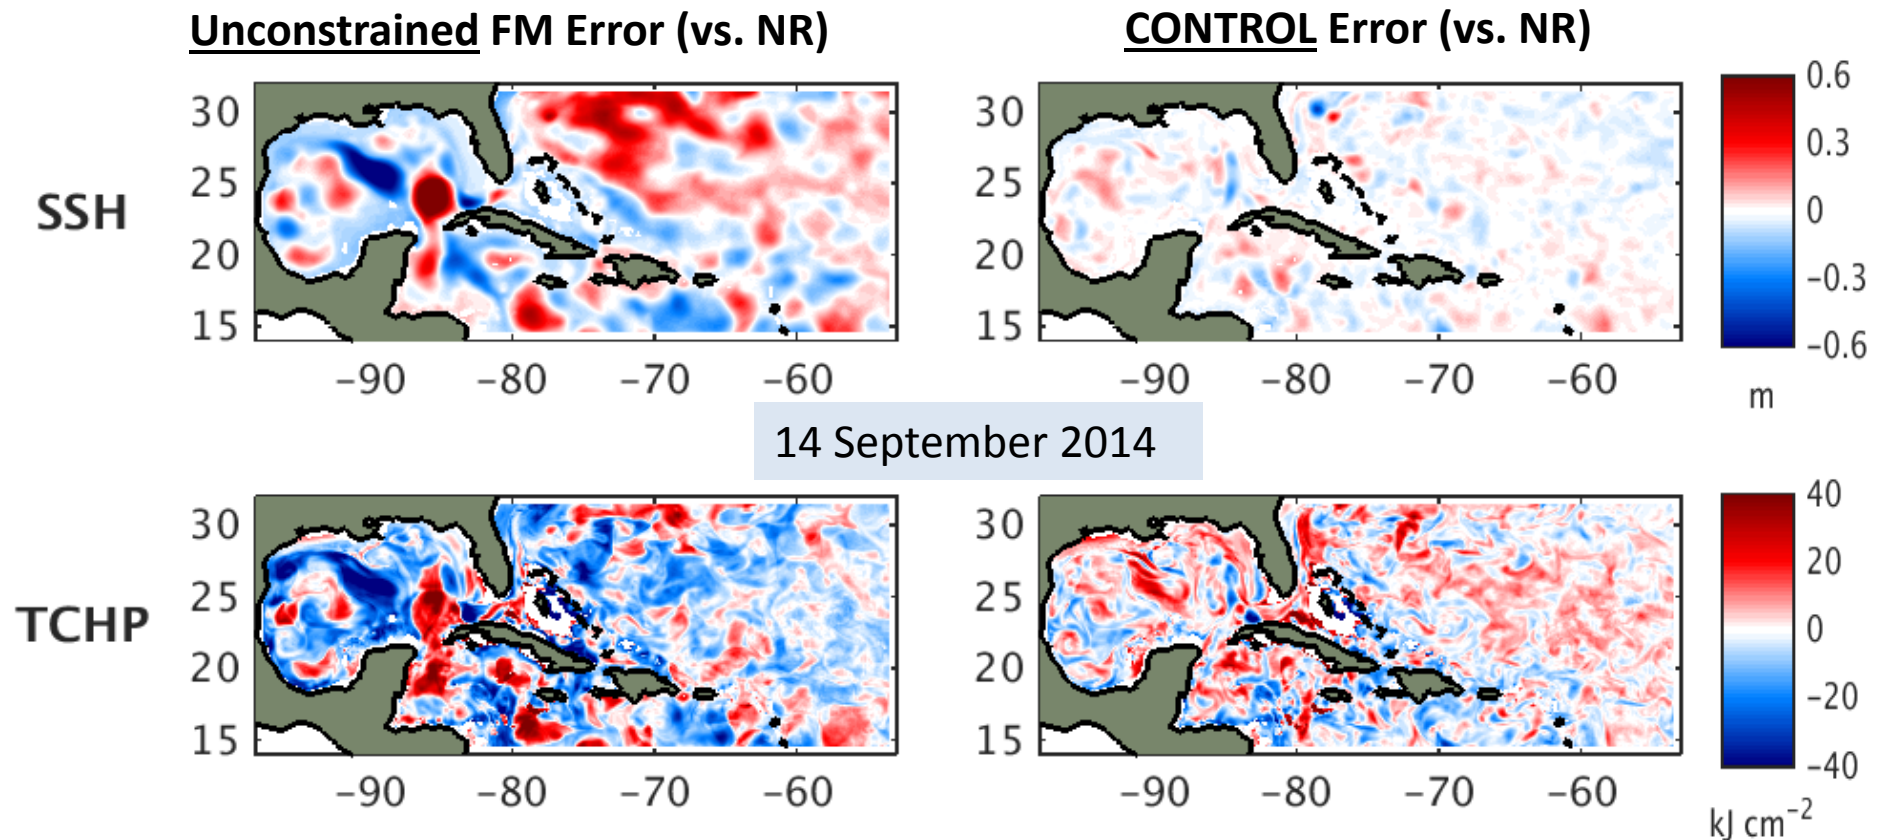 Unconstrained FM Error (vs. NR)
CONTROL Error (vs. NR)
SSH
30
25
20
15
−90 −80 −70 −60
30
25
20
15
−90 −80 −70 −60
0.6
0.3
0
−0.3
−0.6
m
14 September 2014
TCHP
30
25
20
15
−90 −80 −70 −60
30
25
20
15
−90 −80 −70 −60
40
20
0
−20
−40
kJ cm⁻²